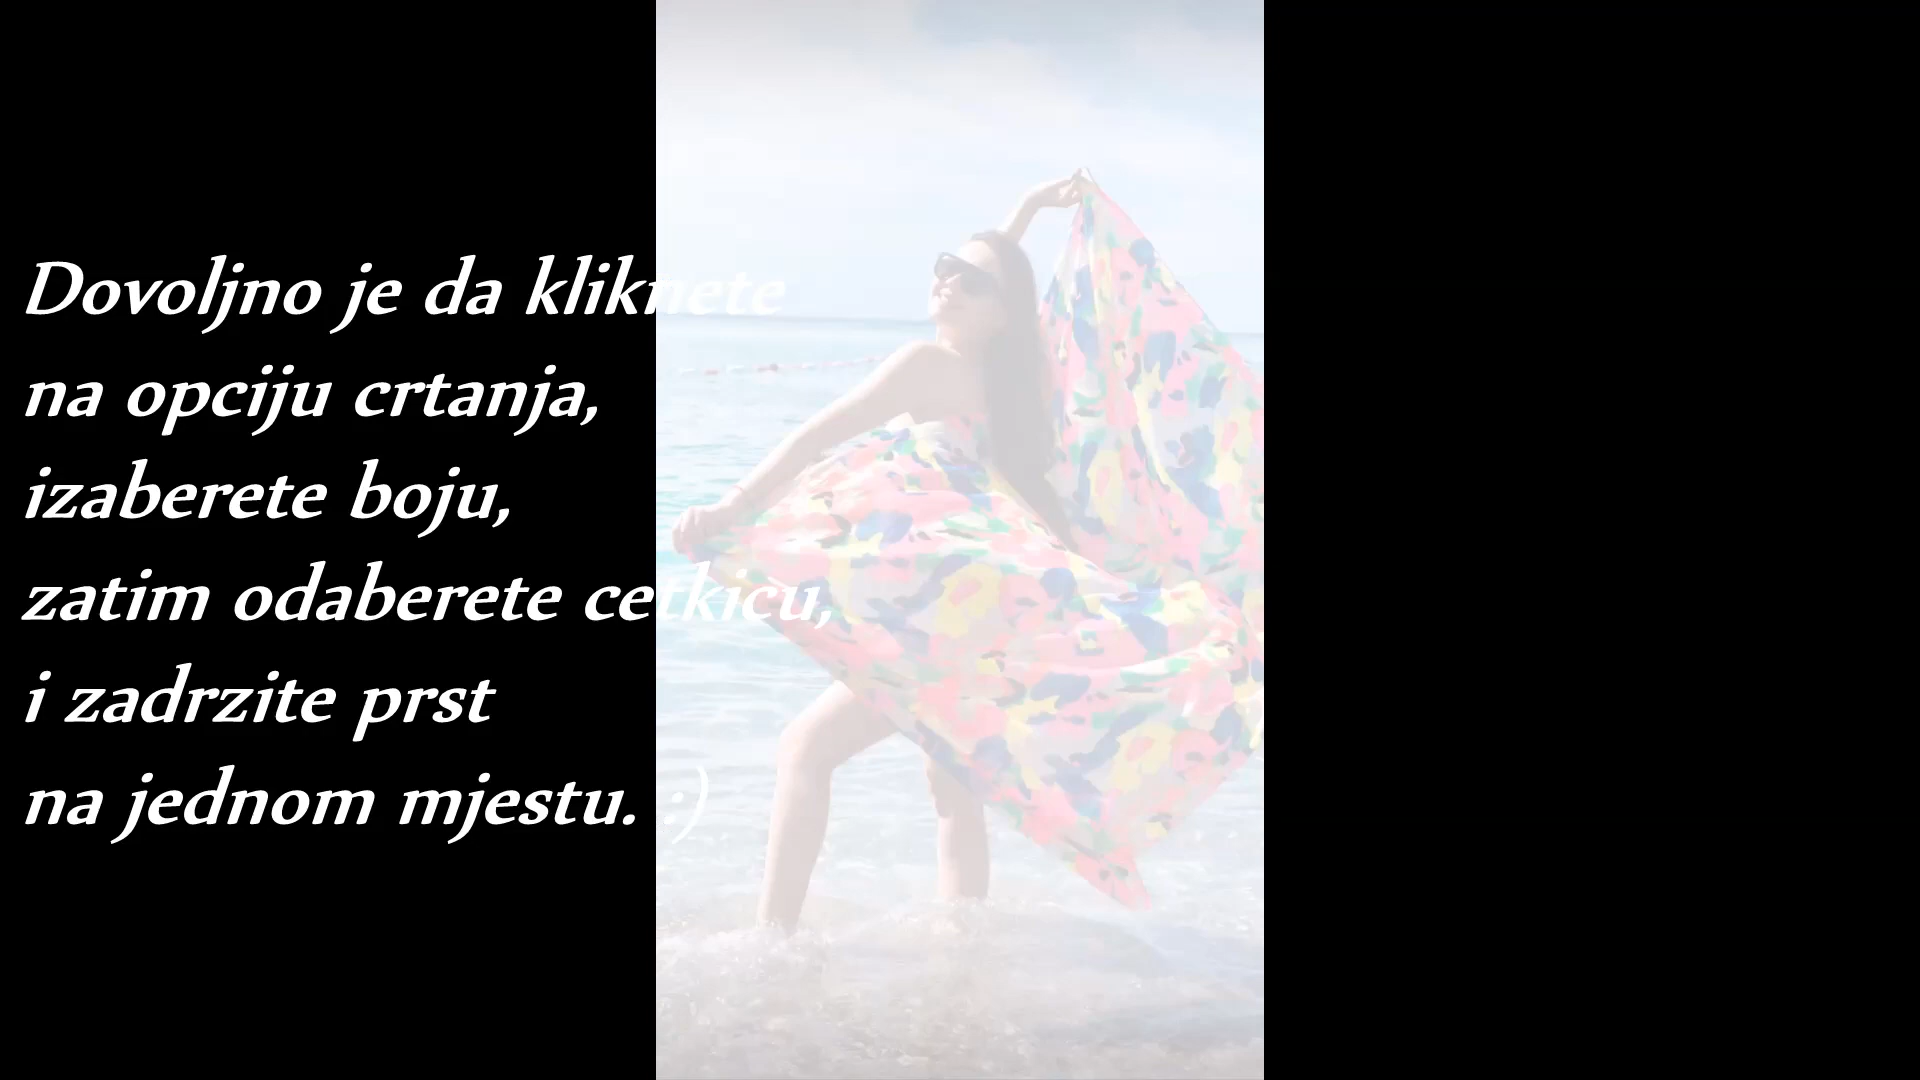 Dovoljno je da kliknete
na opciju crtanja,
izaberete boju,
zatim odaberete cetkicu,
i zadrzite prst
na jednom mjestu. :)